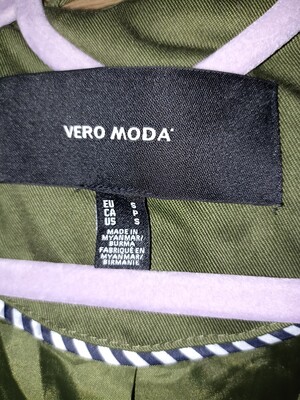 VERO MODA
EU S
CA P
US S
MADE IN
MYANMAR/
BURMA
FABRIQUÉ EN
MYANMAR/
BIRMANIE